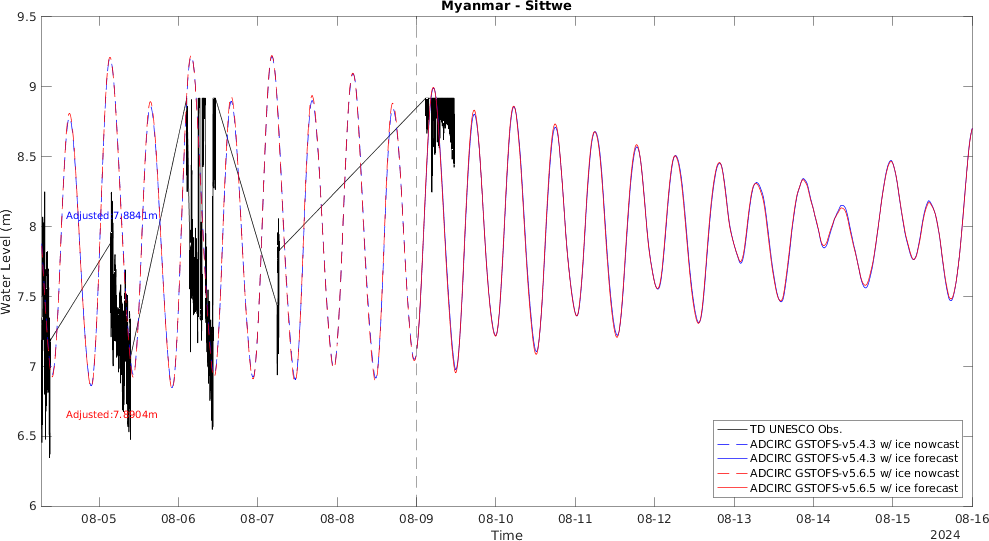 Myanmar - Sittwe
9.5
9
8.5
8
7.5
7
6.5
6
Water Level (m)
Adjusted:7.8841m
Adjusted:7.8904m
TD UNESCO Obs.
ADCIRC GSTOFS-v5.4.3 w/ ice nowcast
ADCIRC GSTOFS-v5.4.3 w/ ice forecast
ADCIRC GSTOFS-v5.6.5 w/ ice nowcast
ADCIRC GSTOFS-v5.6.5 w/ ice forecast
08-05 08-06 08-07 08-08 08-09 08-10 08-11 08-12 08-13 08-14 08-15 08-16
Time
2024